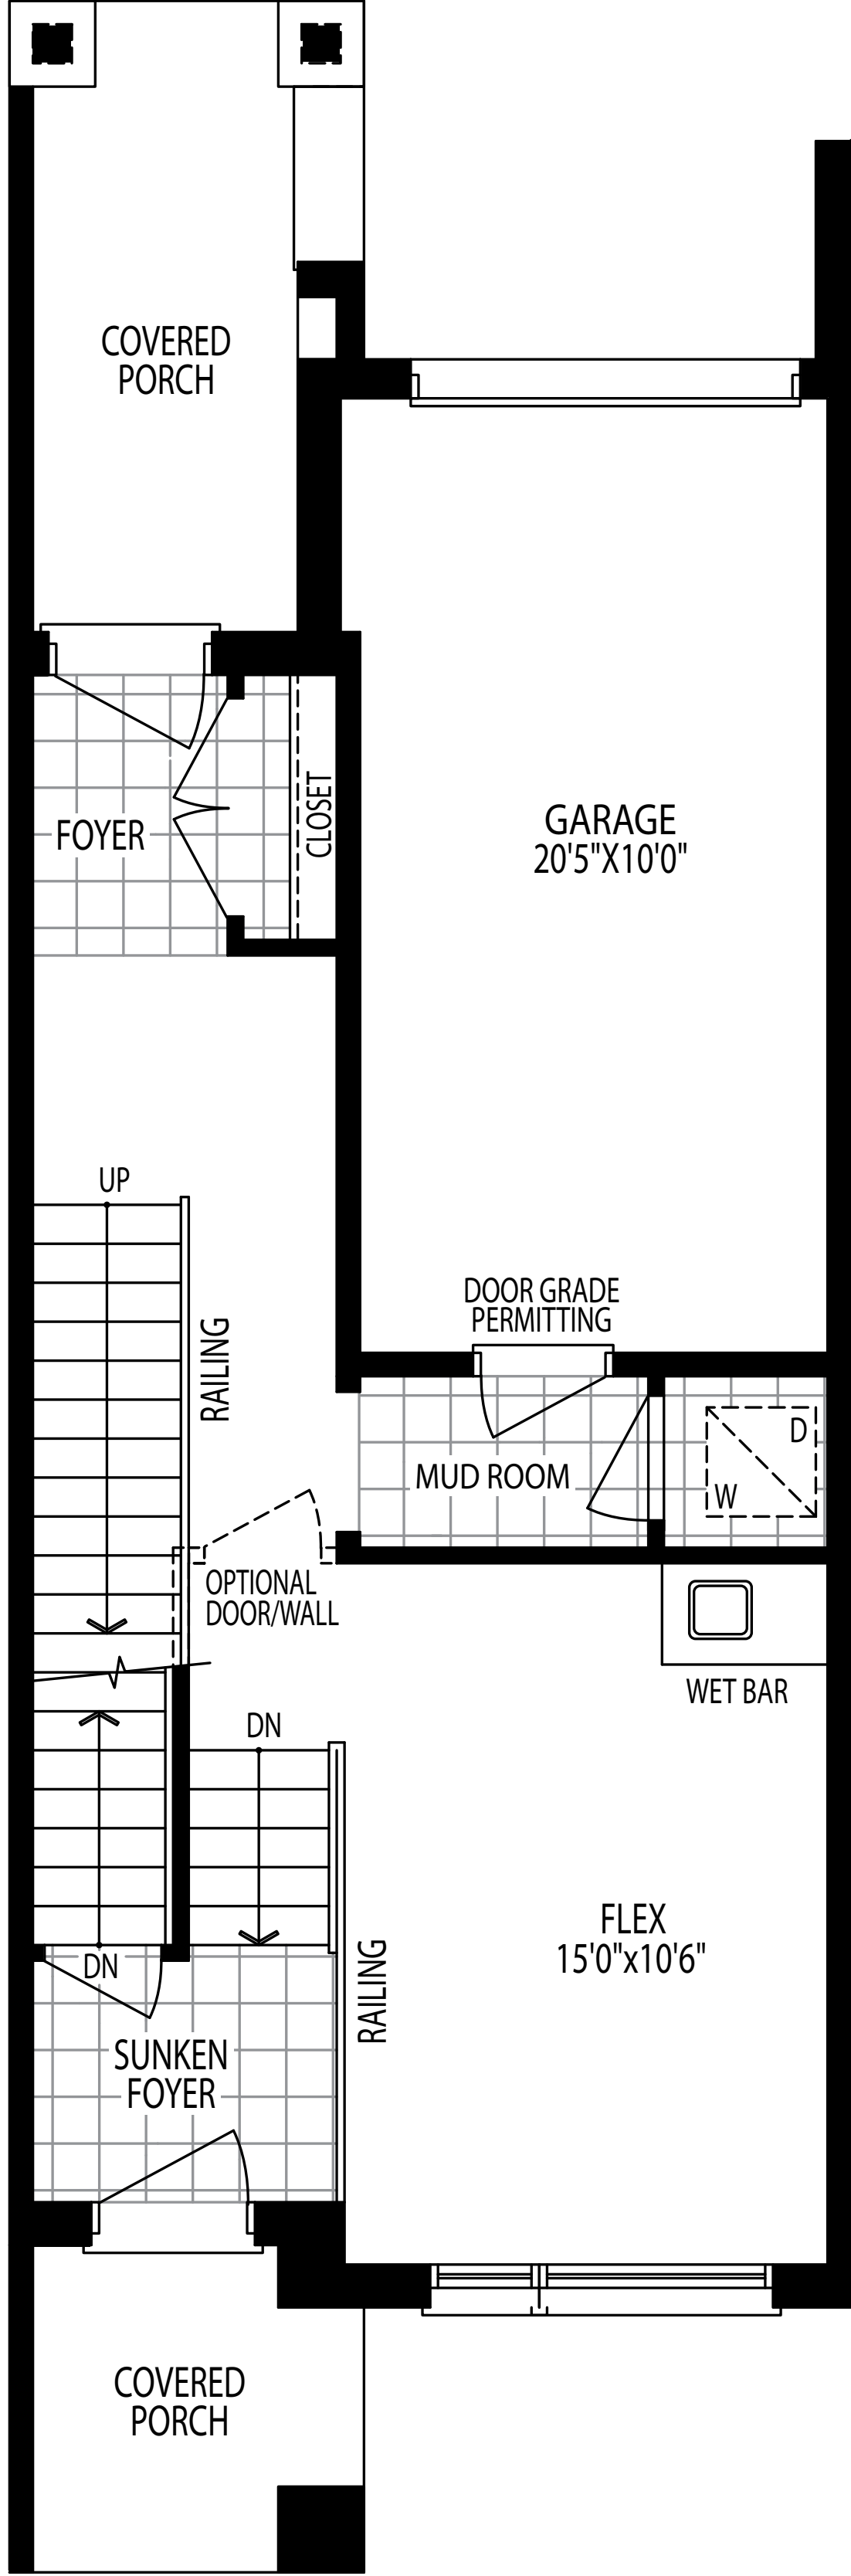 COVERED
PORCH
FOYER
CLOSET
GARAGE
20'5"X10'0"
UP
RAILING
DOOR GRADE
PERMITTING
MUD ROOM
D
W
OPTIONAL
DOOR/WALL
WET BAR
DN
FLEX
15'0"x10'6"
RAILING
DN
SUNKEN
FOYER
COVERED
PORCH